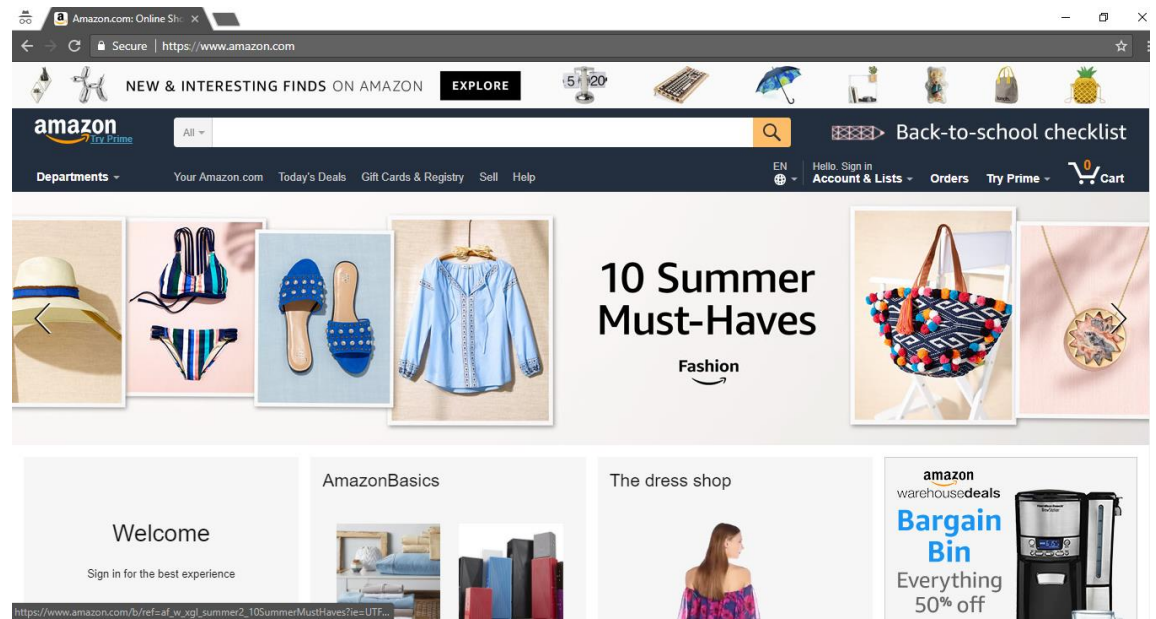 Amazon.com: Online Sho
Secure | https://www.amazon.com
NEW & INTERESTING FINDS ON AMAZON EXPLORE
amazon
Try Prime
All
Back-to-school checklist
Departments
Your Amazon.com Today's Deals Gift Cards & Registry Sell Help
EN
Hello. Sign in
Account & Lists
Orders Try Prime
0
Cart
10 Summer
Must-Haves
Fashion
Welcome
Sign in for the best experience
AmazonBasics
The dress shop
amazon
warehousedeals
Bargain
Bin
Everything
50% off
https://www.amazon.com/b/ref=af_w_xgl_summer2_10SummerMustHaves?ie=UTF...